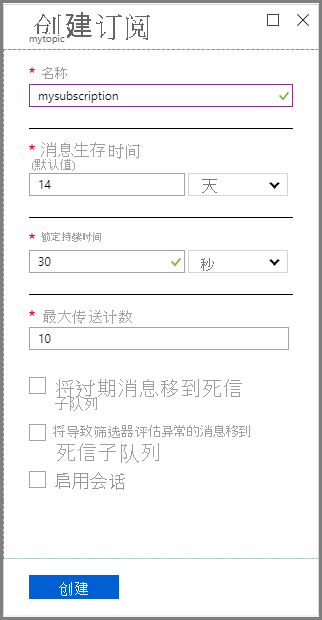 创建订阅
mytopic
* 名称
mysubscription
* 消息生存时间
(默认值)
14 天
* 锁定持续时间
30 秒
* 最大传送计数
10
将过期消息移到死信
子队列
将导致筛选器评估异常的消息移到
死信子队列
启用会话
创建